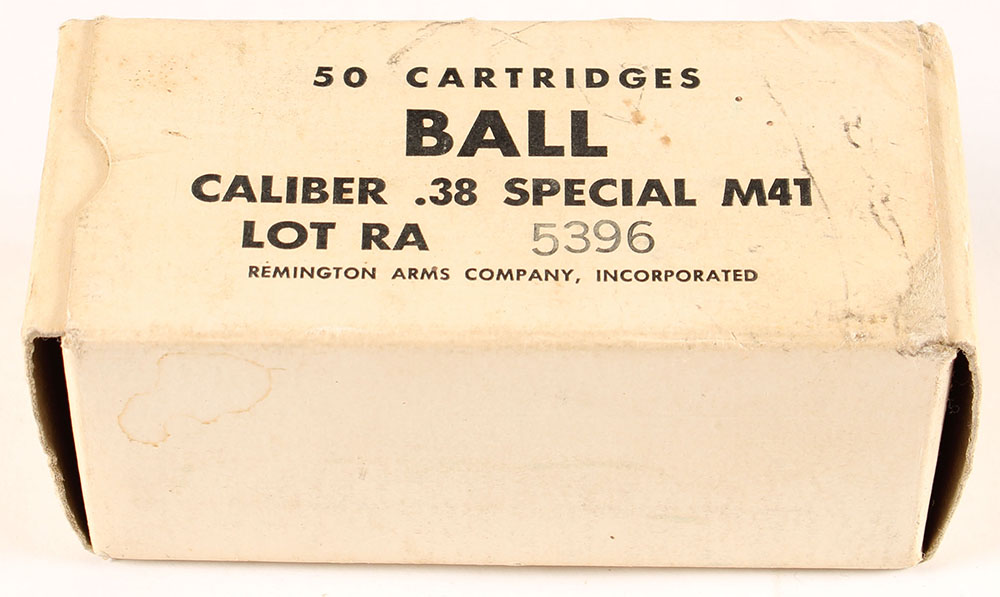 50 CARTRIDGES
BALL
CALIBER .38 SPECIAL M41
LOT RA 5396
REMINGTON ARMS COMPANY, INCORPORATED